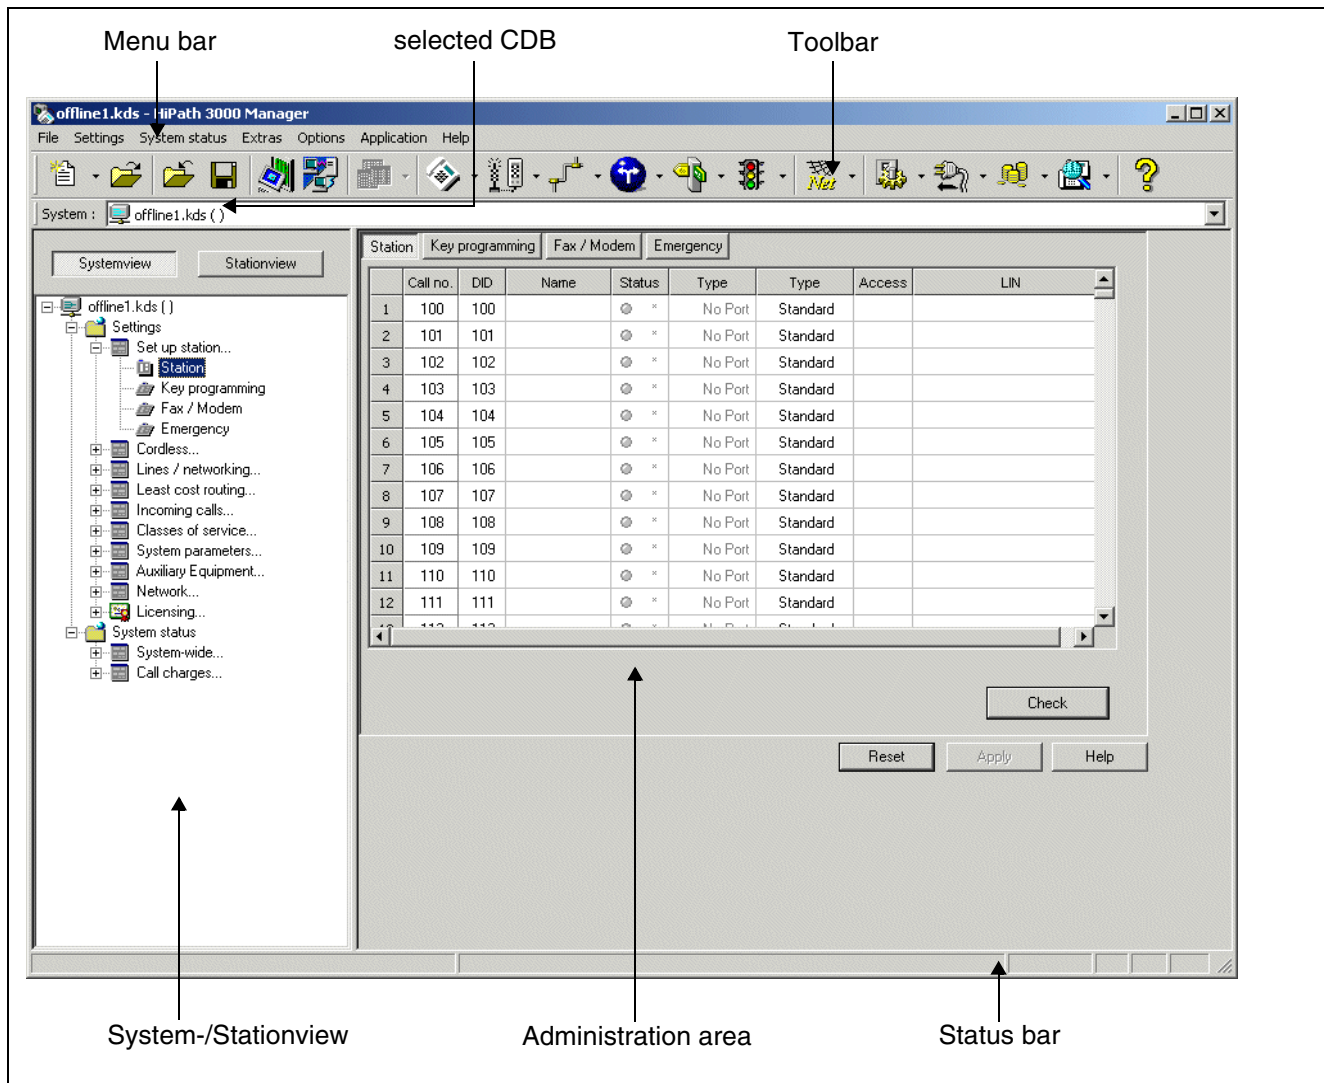 Menu bar selected CDB Toolbar
offline1.kds - HiPath 3000 Manager
File Settings System status Extras Options Application Help
Net
System : offline1.kds ( )
Systemview Stationview
offline1.kds ( )
Settings
Set up station...
Station
Key programming
Fax / Modem
Emergency
Cordless...
Lines / networking...
Least cost routing...
Incoming calls...
Classes of service...
System parameters...
Auxiliary Equipment...
Network...
Licensing...
System status
System-wide...
Call charges...
Station Key programming Fax / Modem Emergency
Call no. DID Name Status Type Type Access LIN
1 100 100 * No Port Standard
2 101 101 * No Port Standard
3 102 102 * No Port Standard
4 103 103 * No Port Standard
5 104 104 * No Port Standard
6 105 105 * No Port Standard
7 106 106 * No Port Standard
8 107 107 * No Port Standard
9 108 108 * No Port Standard
10 109 109 * No Port Standard
11 110 110 * No Port Standard
12 111 111 * No Port Standard
Check
Reset Apply Help
System-/Stationview Administration area Status bar